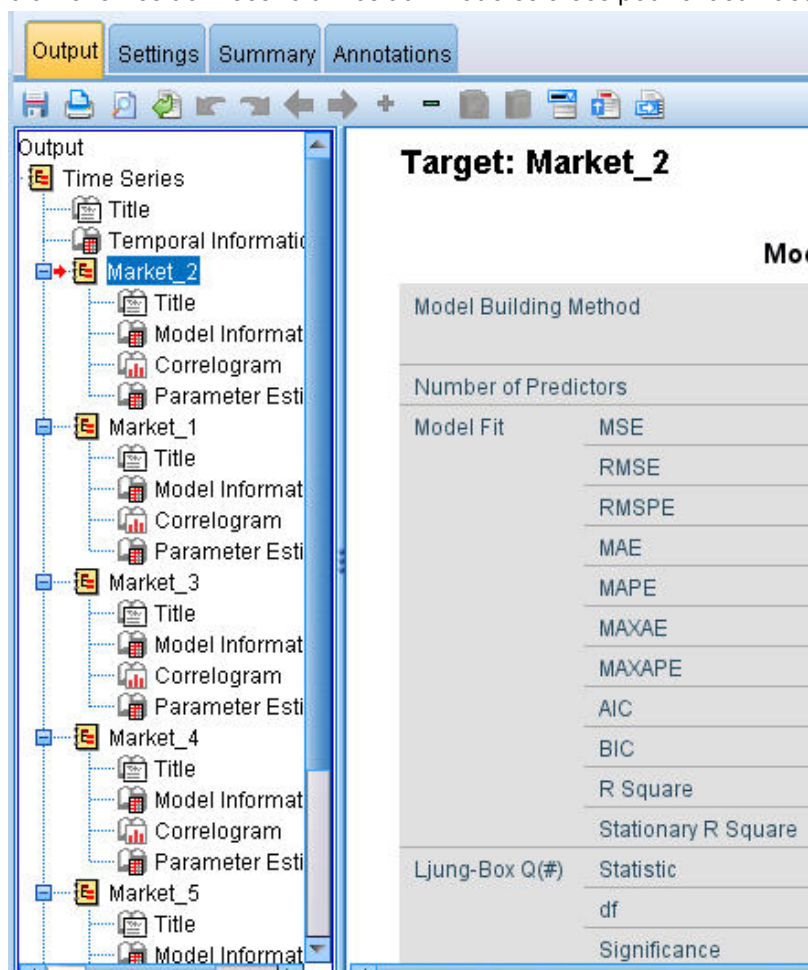 Output Settings Summary Annotations
Output
Time Series
Title
Temporal Informatic
Market_2
Title
Model Informat
Correlogram
Parameter Esti
Market_1
Title
Model Informat
Correlogram
Parameter Esti
Market_3
Title
Model Informat
Correlogram
Parameter Esti
Market_4
Title
Model Informat
Correlogram
Parameter Esti
Market_5
Title
Model Informat
Target: Market_2
Mod
Model Building Method
Number of Predictors
Model Fit MSE
RMSE
RMSPE
MAE
MAPE
MAXAE
MAXAPE
AIC
BIC
R Square
Stationary R Square
Ljung-Box Q(#) Statistic
df
Significance